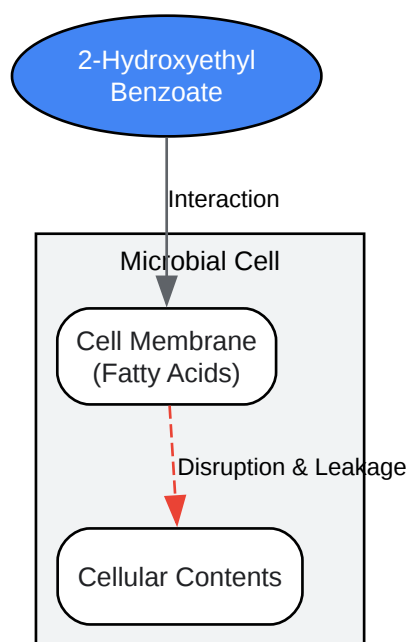 2-Hydroxyethyl
Benzoate
Interaction
Microbial Cell
Cell Membrane
(Fatty Acids)
Disruption & Leakage
Cellular Contents